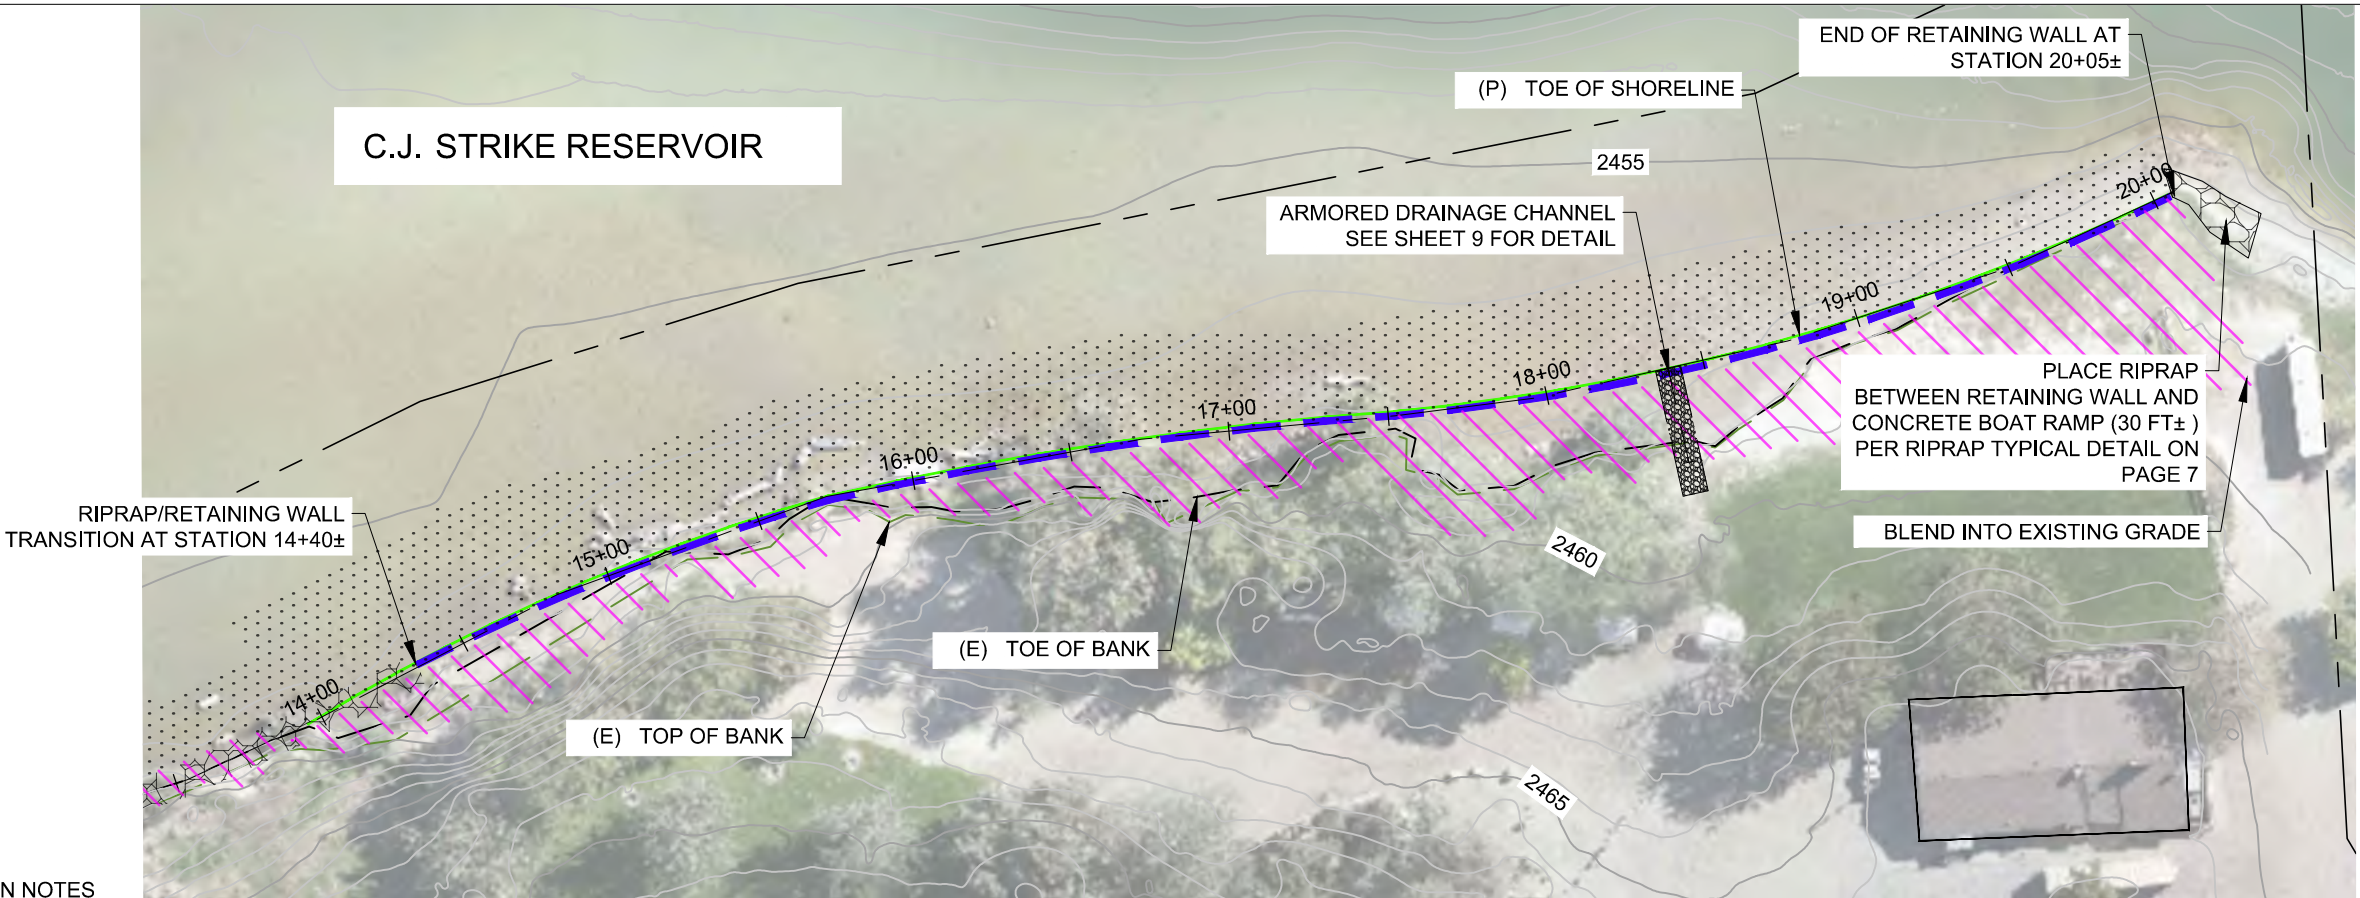 END OF RETAINING WALL AT
STATION 20+05±
(P) TOE OF SHORELINE
C.J. STRIKE RESERVOIR
2455
ARMORED DRAINAGE CHANNEL
SEE SHEET 9 FOR DETAIL
20+00
19+00
18+00
17+00
16+00
15+00
14+00
PLACE RIPRAP
BETWEEN RETAINING WALL AND
CONCRETE BOAT RAMP (30 FT± )
PER RIPRAP TYPICAL DETAIL ON
PAGE 7
RIPRAP/RETAINING WALL
TRANSITION AT STATION 14+40±
BLEND INTO EXISTING GRADE
2460
(E) TOE OF BANK
(E) TOP OF BANK
2465
N NOTES